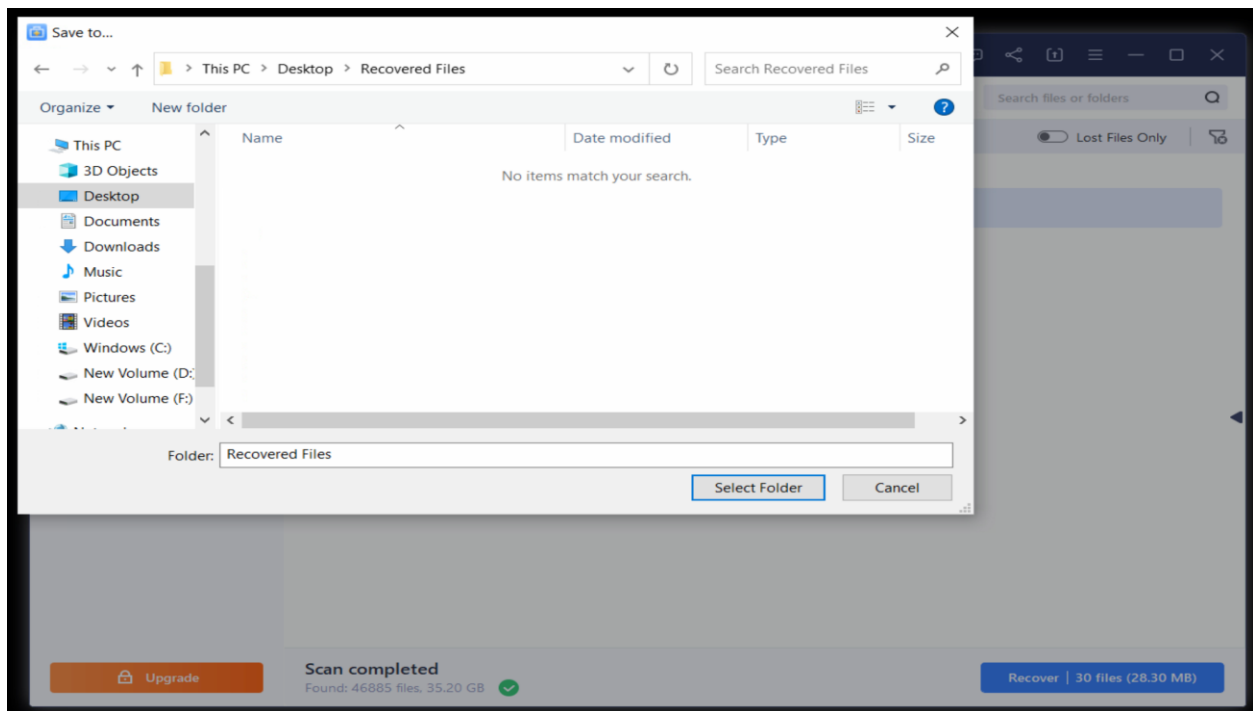 Save to...
This PC > Desktop > Recovered Files
Search Recovered Files
Organize
New folder
Search files or folders
Name
Date modified
Type
Size
Lost Files Only
This PC
No items match your search.
3D Objects
Desktop
Documents
Downloads
Music
Pictures
Videos
Windows (C:)
New Volume (D:
New Volume (F:)
Folder: Recovered Files
Select Folder
Cancel
Upgrade
Scan completed
Found: 46885 files, 35.20 GB
Recover | 30 files (28.30 MB)